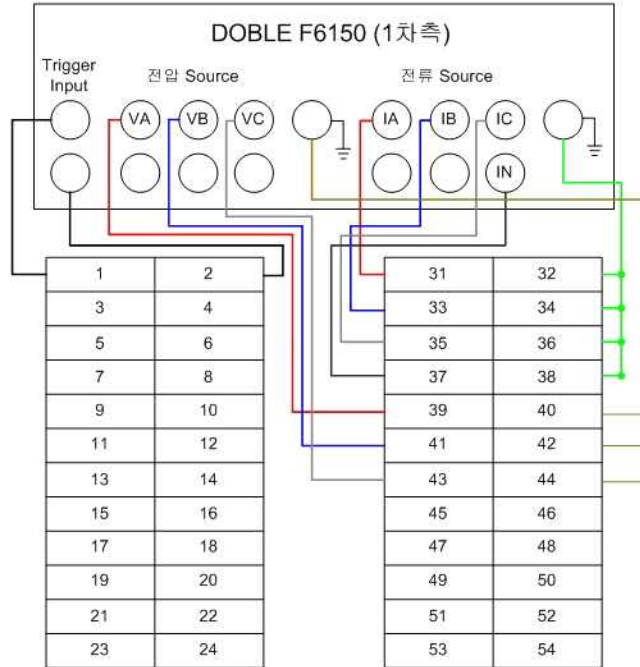 DOBLE F6150 (1차측)
Trigger
Input
전압 Source
전류 Source
VA VB VC IA IB IC
IN
1 2 31 32
3 4 33 34
5 6 35 36
7 8 37 38
9 10 39 40
11 12 41 42
13 14 43 44
15 16 45 46
17 18 47 48
19 20 49 50
21 22 51 52
23 24 53 54